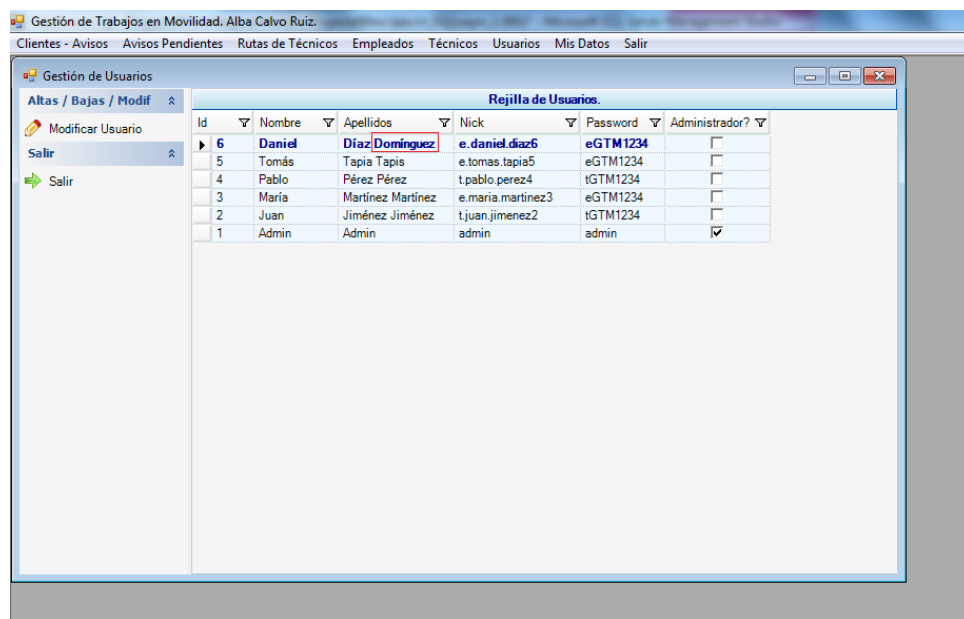 Gestión de Trabajos en Movilidad. Alba Calvo Ruiz.
Clientes - Avisos Avisos Pendientes Rutas de Técnicos Empleados Técnicos Usuarios Mis Datos Salir
Gestión de Usuarios
Altas / Bajas / Modif
Modificar Usuario
Salir
Salir
Rejilla de Usuarios.
Id Nombre Apellidos Nick Password Administrador?
6 Daniel Díaz Domínguez e.daniel.diaz6 eGTM1234
5 Tomás Tapia Tapis e.tomas.tapia5 eGTM1234
4 Pablo Pérez Pérez t.pablo.perez4 tGTM1234
3 María Martínez Martínez e.maria.martinez3 eGTM1234
2 Juan Jiménez Jiménez t.juan.jimenez2 tGTM1234
1 Admin Admin admin admin